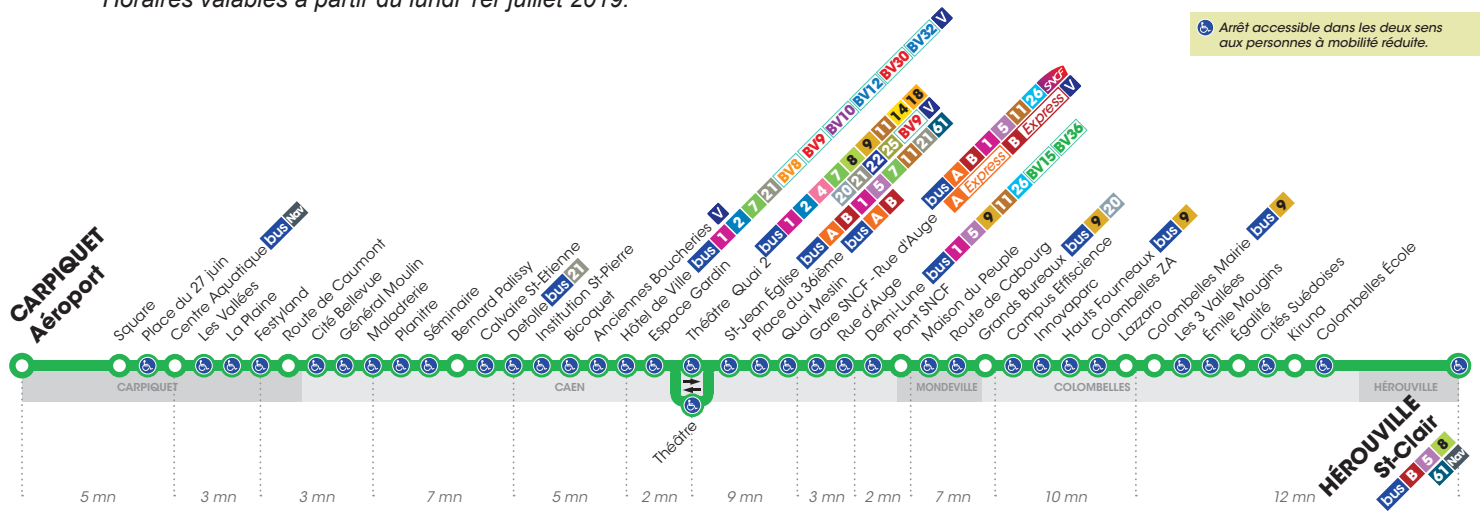 Horaires valables à partir du lundi 1er juillet 2019.
Arrêt accessible dans les deux sens
aux personnes à mobilité réduite.
CARPIQUET
Aéroport
Square
Place du 27 juin
Centre Aquatique bus Nav
Les Vallées
La Plaine
Festyland
Route de Caumont
Cité Bellevue
Général Moulin
Maladrerie
Planitre
Séminaire
Bernard Palissy
Calvaire St-Etienne
Detolle bus 21
Institution St-Pierre
Bicoquet
Anciennes Boucheries V
Hôtel de Ville bus 1 2 7 21 BV8 BV9 BV10 BV12 BV30 BV32 V
Espace Gardin
Théâtre Quai 2 bus 1 2 4 7 8 9 11 14 18
20 21 22 25 BV9 V
St-Jean Église bus A B 1 5 7 11 21 61
Place du 36ième bus A B
Quai Meslin
Gare SNCF - Rue d'Auge bus A B 1 5 11 26 SNCF
A Express B Express V
Rue d'Auge
Demi-Lune bus 1 5 9 11 26 BV15 BV36
Pont SNCF
Maison du Peuple
Route de Cabourg
Grands Bureaux bus 9 20
Campus Effiscience
Innovaparc
Hauts Fourneaux bus 9
Colombelles ZA
Lazzaro
Colombelles Mairie bus 9
Les 3 Vallées
Émile Mougins
Egalité
Cités Suédoises
Kiruna
Colombelles École
CARPIQUET
CAEN
MONDEVILLE
COLOMBELLES
HÉROUVILLE
Théâtre
HÉROUVILLE
St-Clair
bus B 5 8
61 Nav
5 mn
3 mn
3 mn
7 mn
5 mn
2 mn
9 mn
3 mn
2 mn
7 mn
10 mn
12 mn